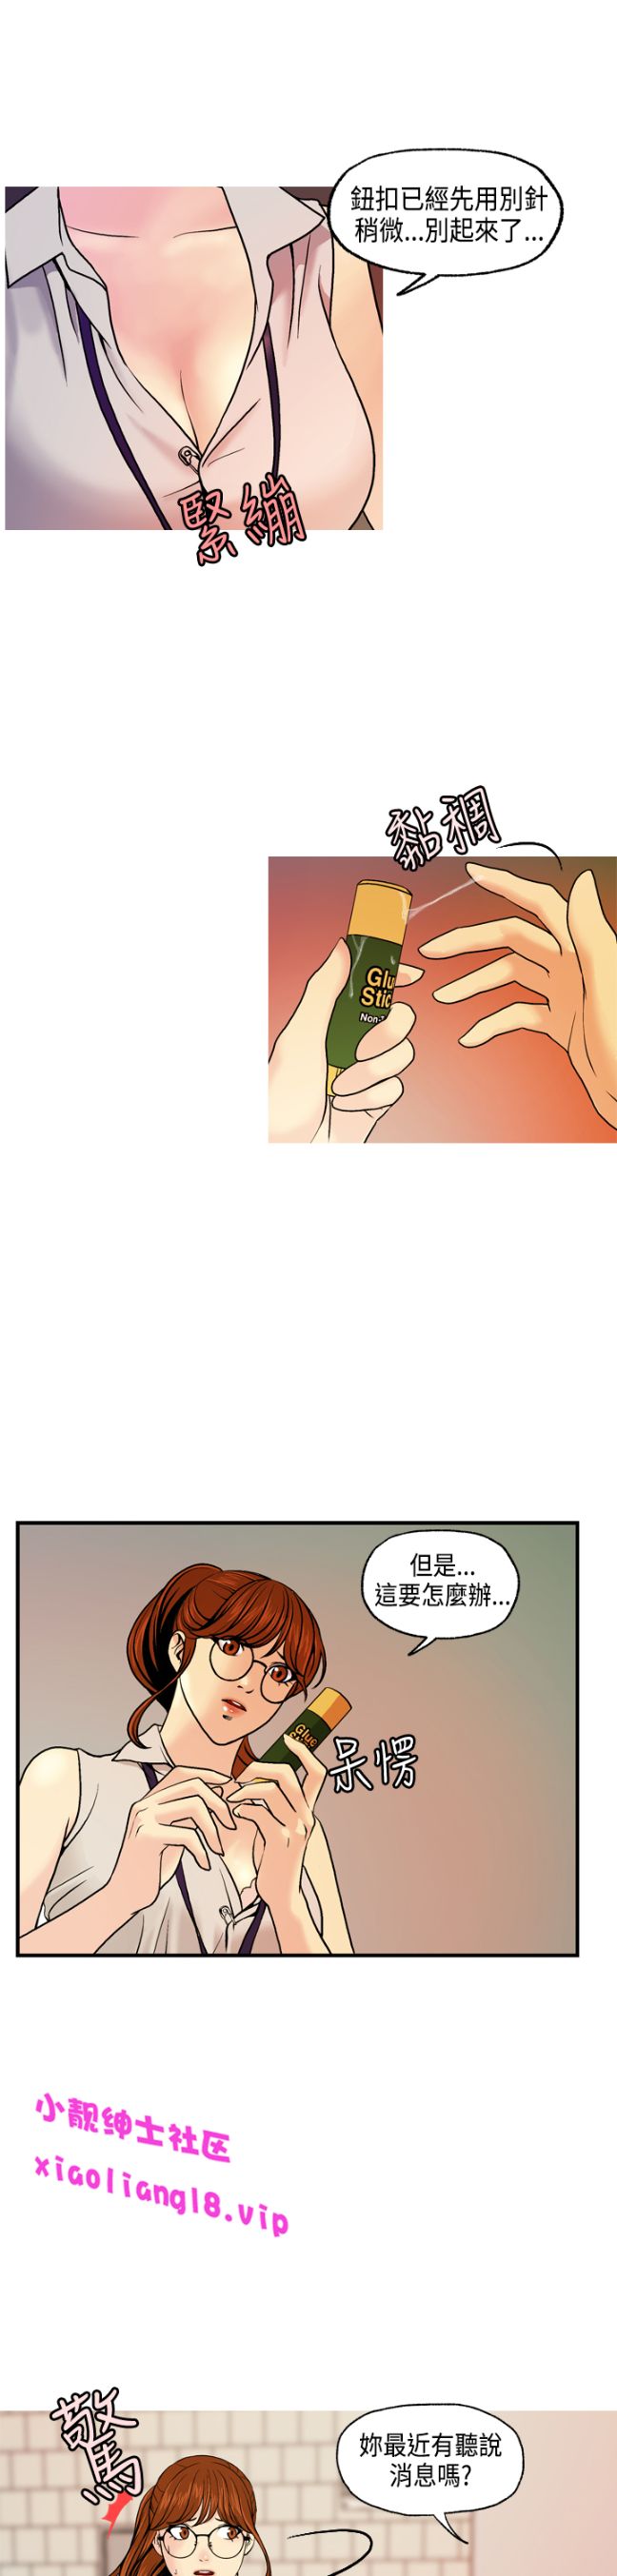 鈕扣已經先用別針
稍微...別起來了...
緊繃
黏稠
Glue
Stic
Non-T
但是...
這要怎麼辦...
Glue
呆愣
小靓绅士社区
xiaoliang18.vip
驚
妳最近有聽說
消息嗎?